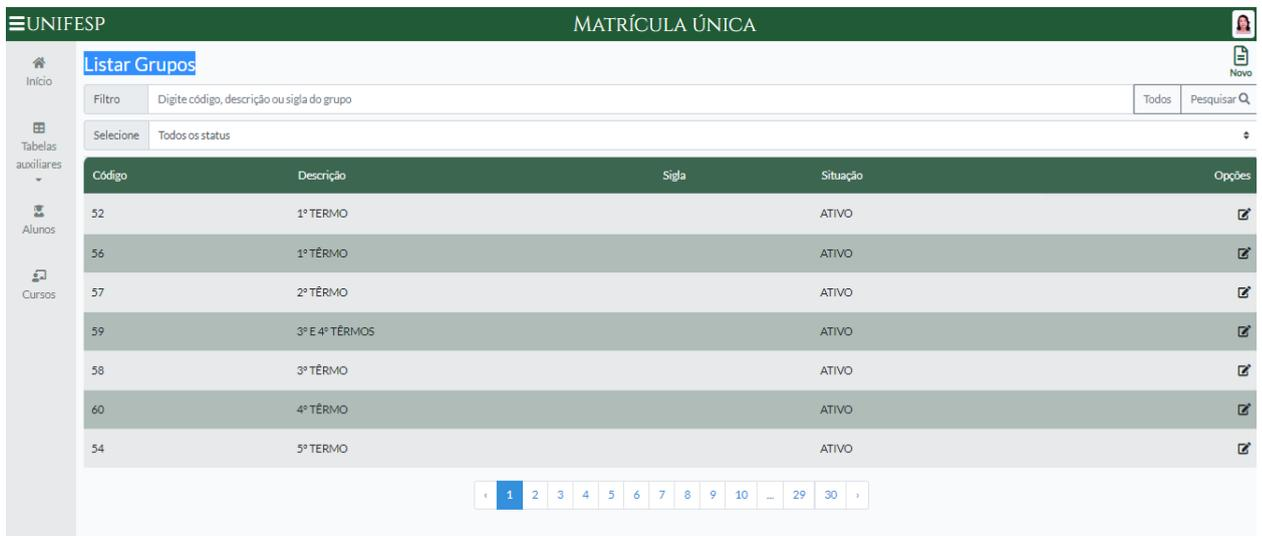 UNIFESP MATRÍCULA ÚNICA
Início
Tabelas
auxiliares
Alunos
Cursos
Listar Grupos
Novo
Filtro Digite código, descrição ou sigla do grupo Todos Pesquisar
Selecione Todos os status
Código Descrição Sigla Situação Opções
52 1º TERMO ATIVO
56 1º TÊRMO ATIVO
57 2º TÊRMO ATIVO
59 3º E 4º TÊRMOS ATIVO
58 3º TÊRMO ATIVO
60 4º TÊRMO ATIVO
54 5º TERMO ATIVO
‹ 1 2 3 4 5 6 7 8 9 10 ... 29 30 ›